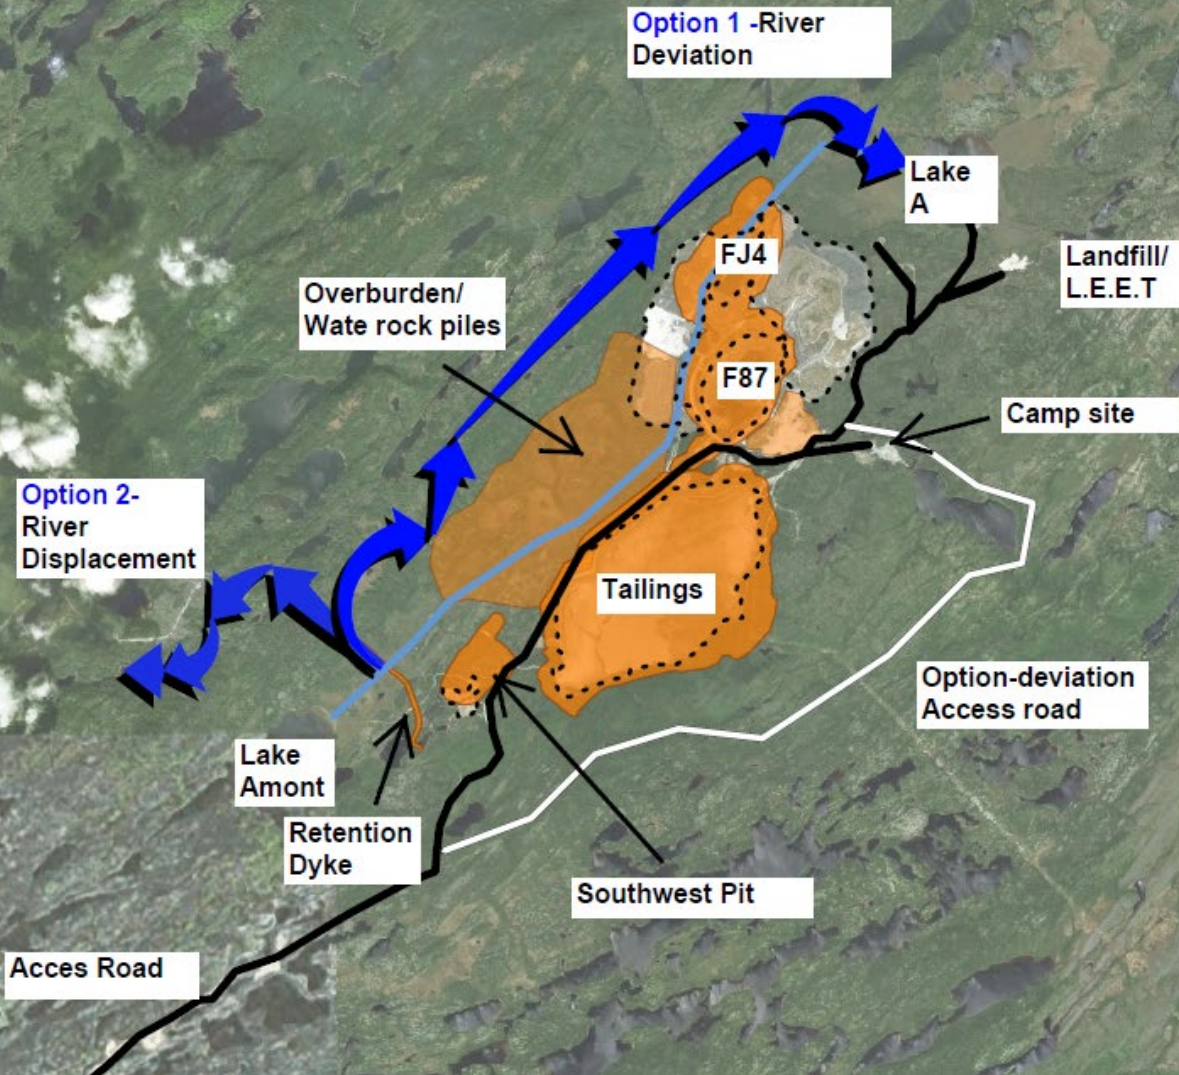 Option 1 -River
Deviation
Lake
A
Landfill/
L.E.E.T
FJ4
Overburden/
Wate rock piles
F87
Camp site
Option 2-
River
Displacement
Tailings
Option-deviation
Access road
Lake
Amont
Retention
Dyke
Southwest Pit
Acces Road